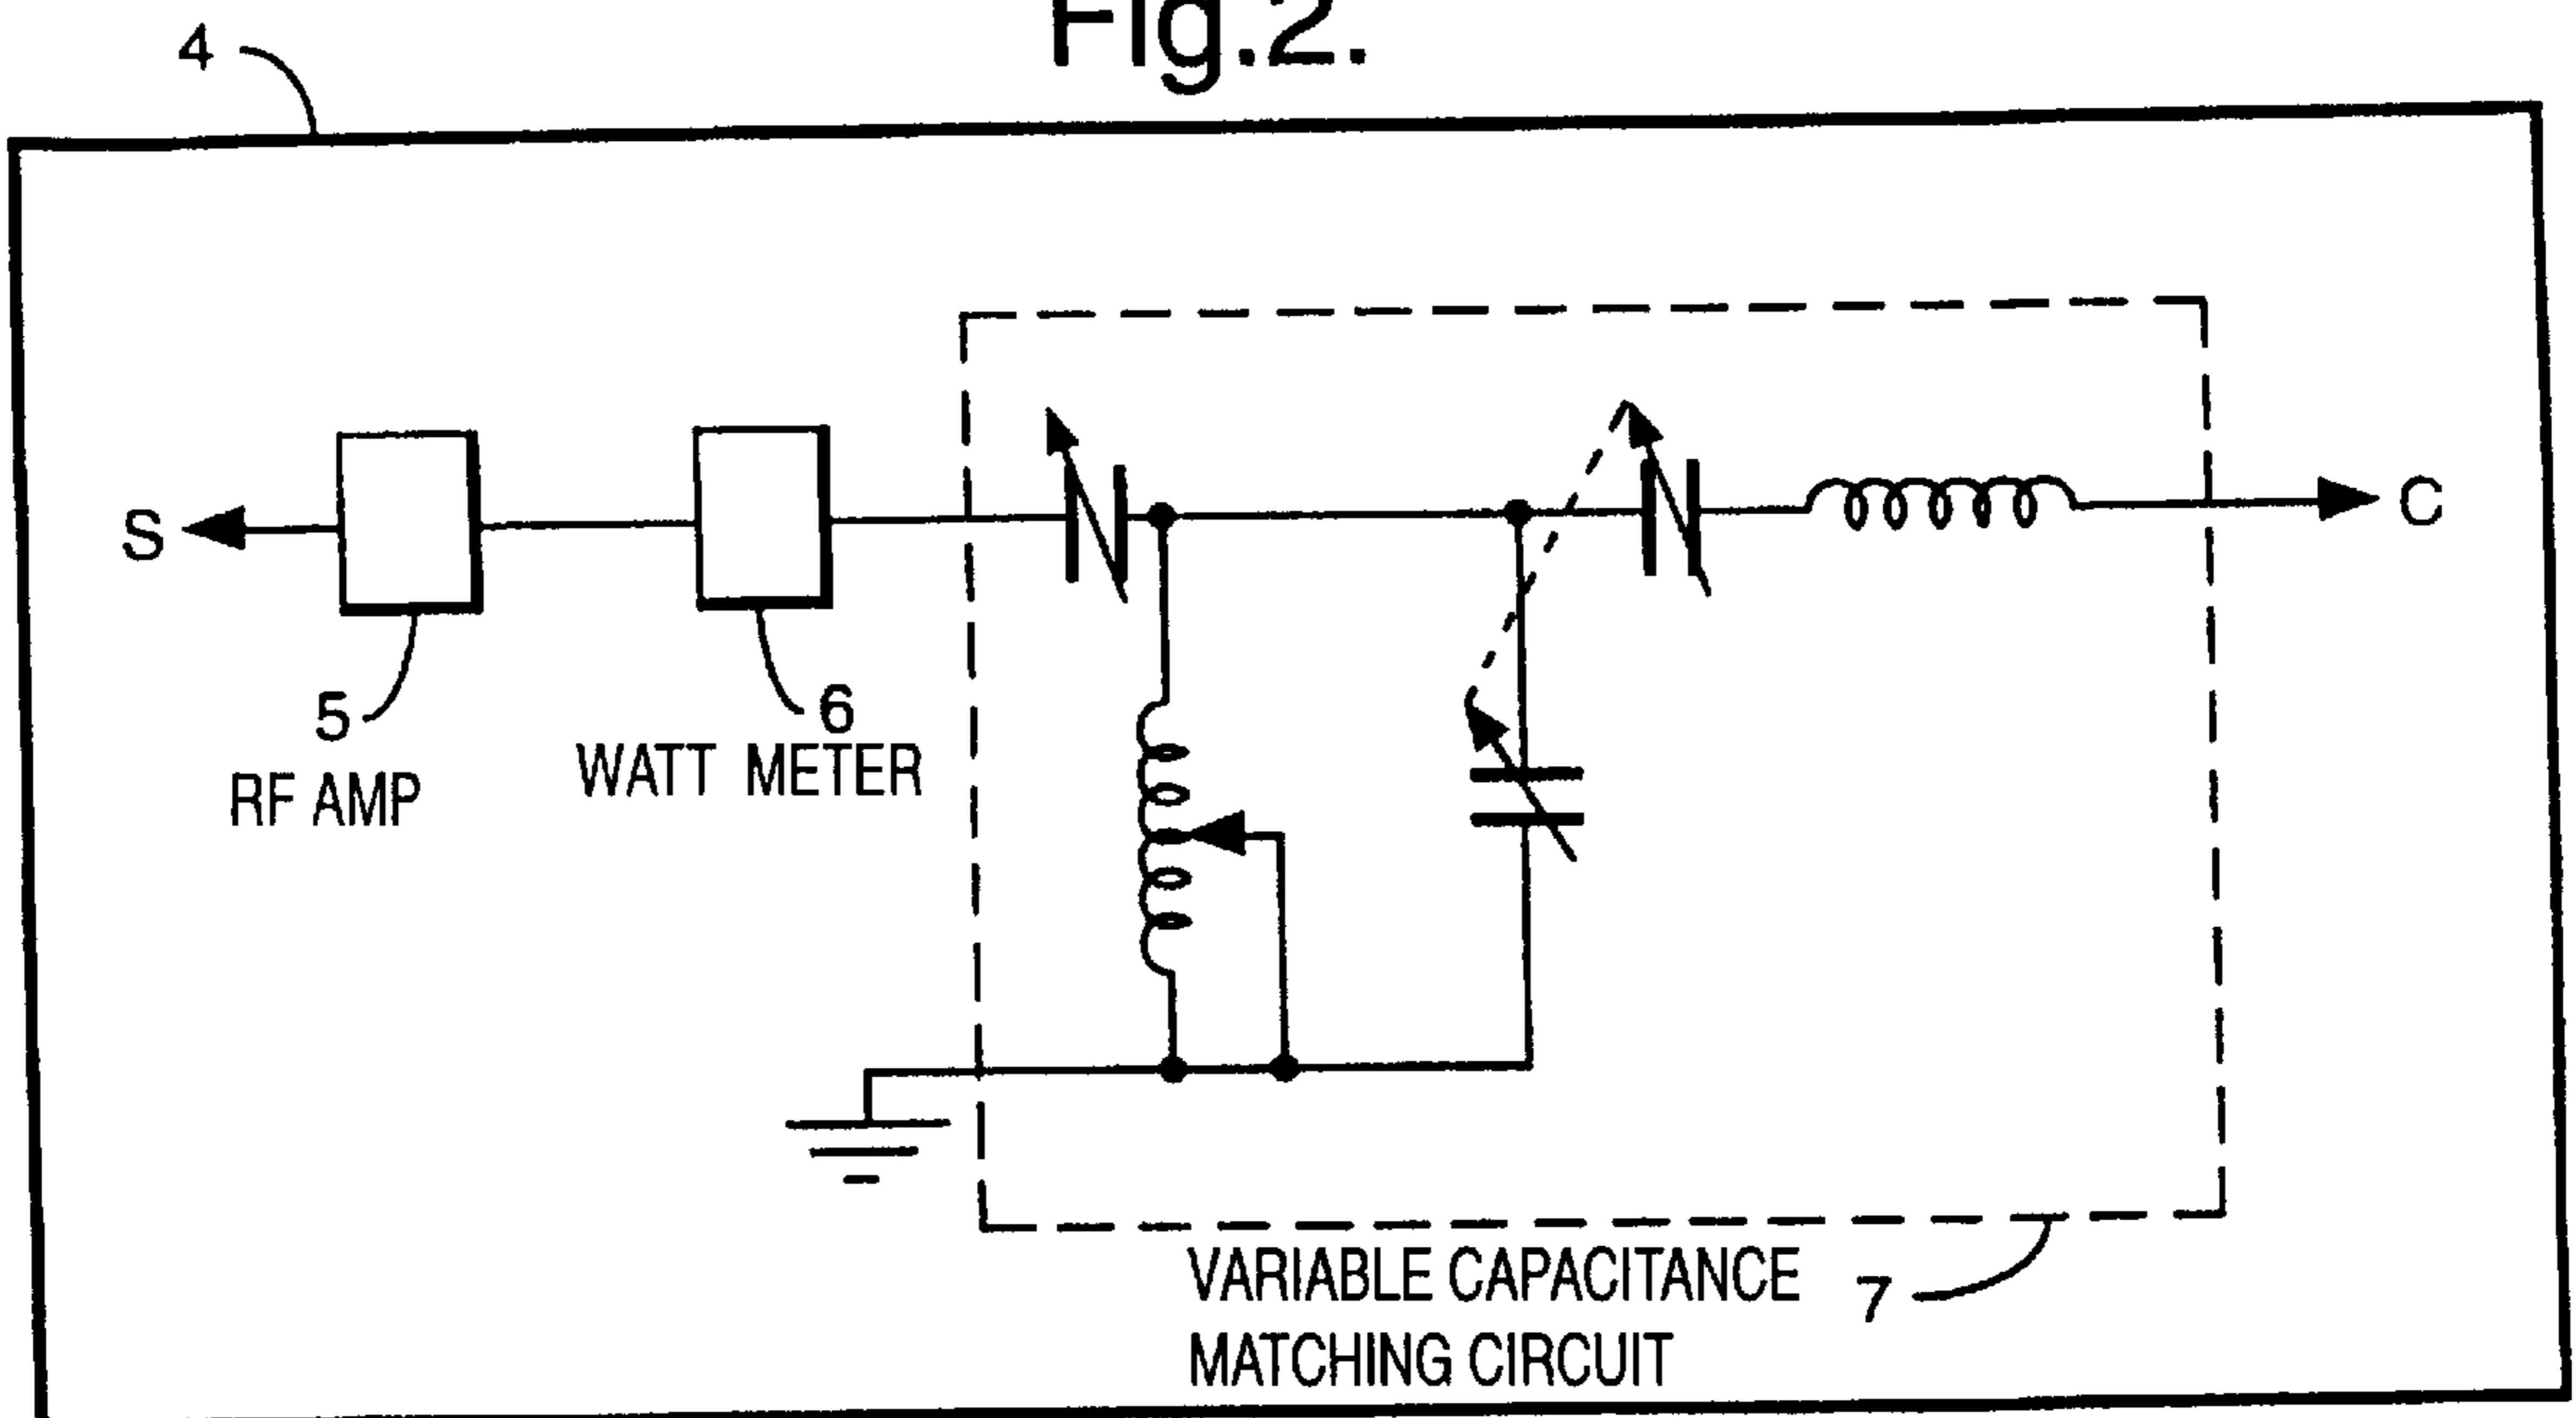 Fig.2.
4
S
C
5
RF AMP
6
WATT METER
VARIABLE CAPACITANCE
MATCHING CIRCUIT
7